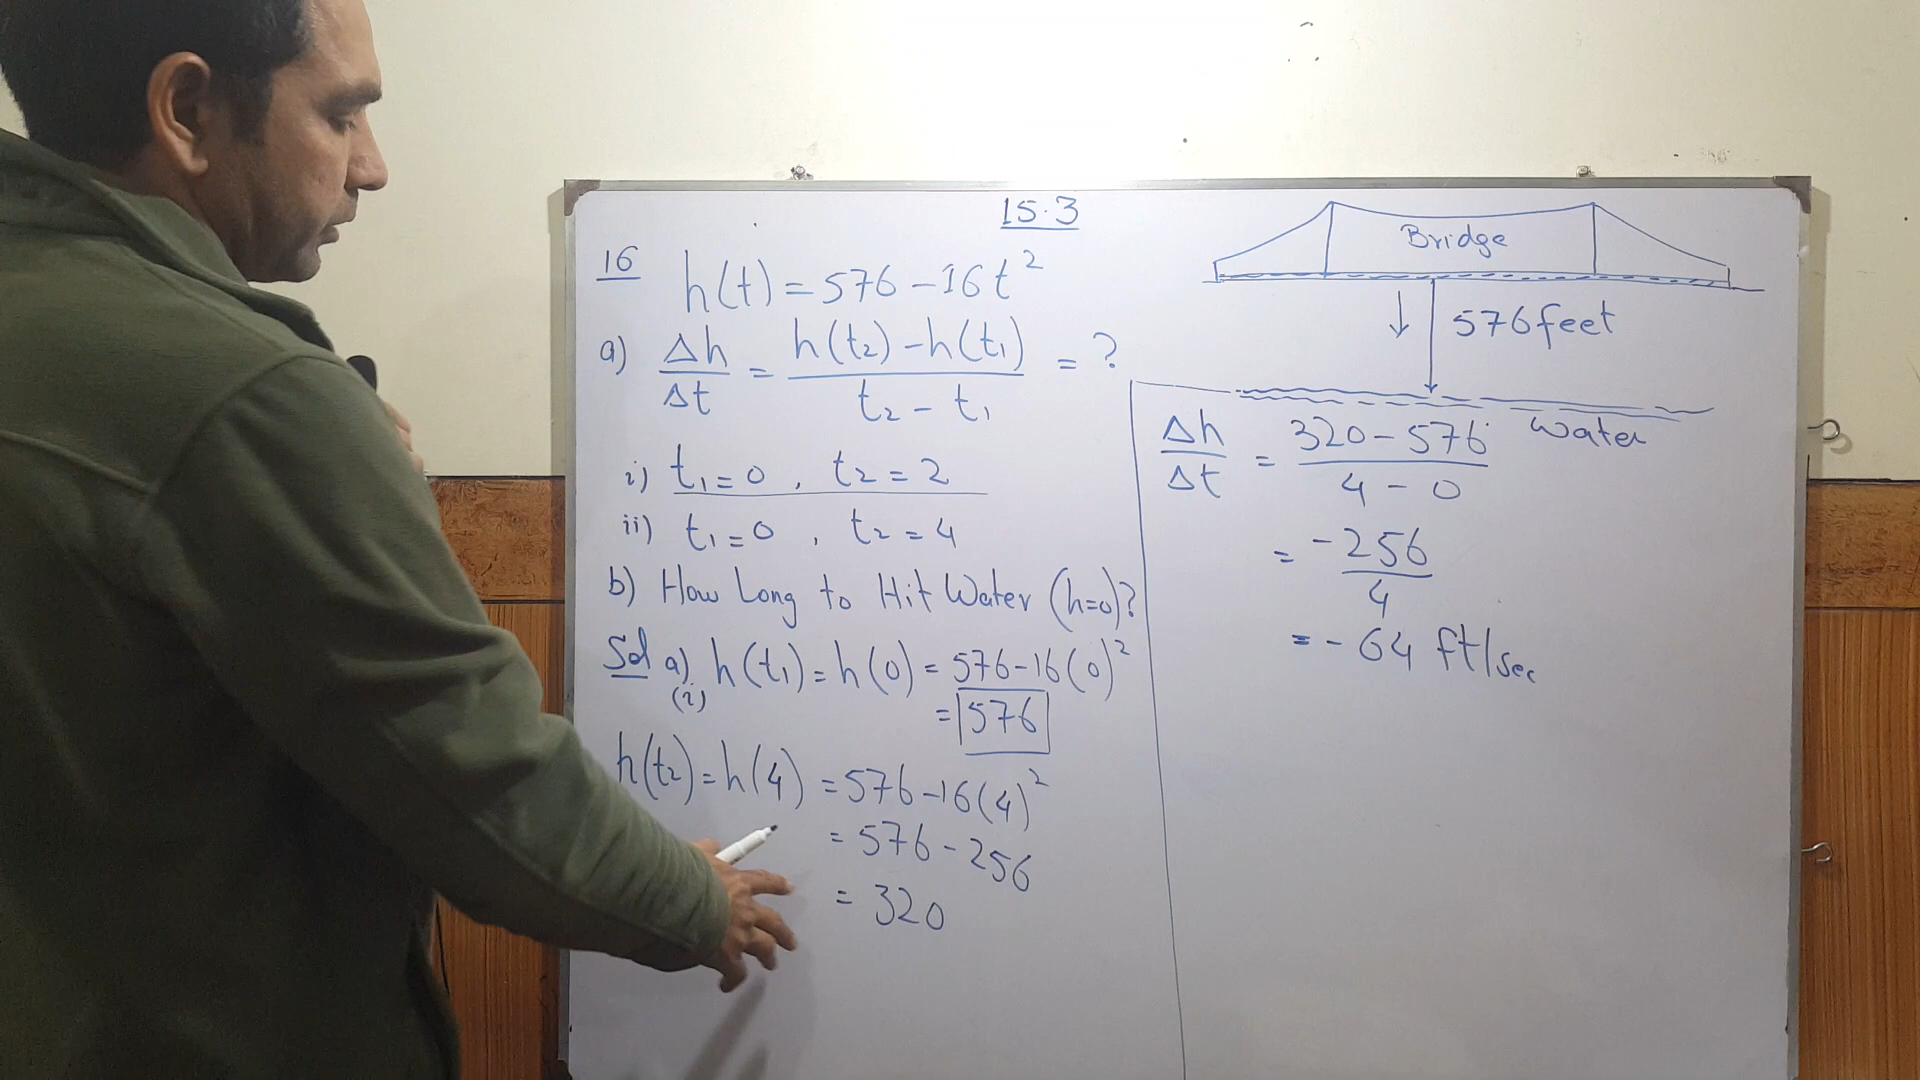 15.3
16 h(t) = 576 - 16t²
a) Δh/Δt = h(t₂) - h(t₁) / t₂ - t₁ = ?
i) t₁ = 0 , t₂ = 2
ii) t₁ = 0 , t₂ = 4
b) How Long to Hit Water (h=0)?
Sol a) h(t₁) = h(0) = 576 - 16(0)²
(i) = 576
h(t₂) = h(4) = 576 - 16(4)²
= 576 - 256
= 320
Bridge
↓ 576 feet
Water
Δh/Δt = 320 - 576 / 4 - 0
= -256 / 4
= - 64 ft/sec